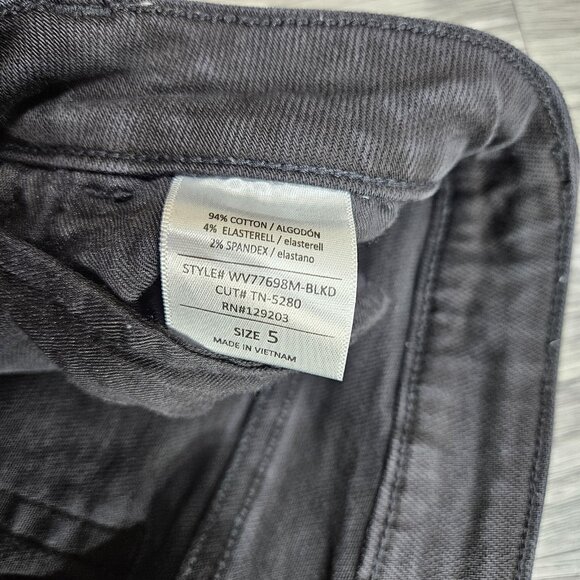 94% COTTON / ALGODÓN
4% ELASTERELL / elasterell
2% SPANDEX / elastano
STYLE# WV77698M-BLKD
CUT# TN-5280
RN#129203
SIZE 5
MADE IN VIETNAM